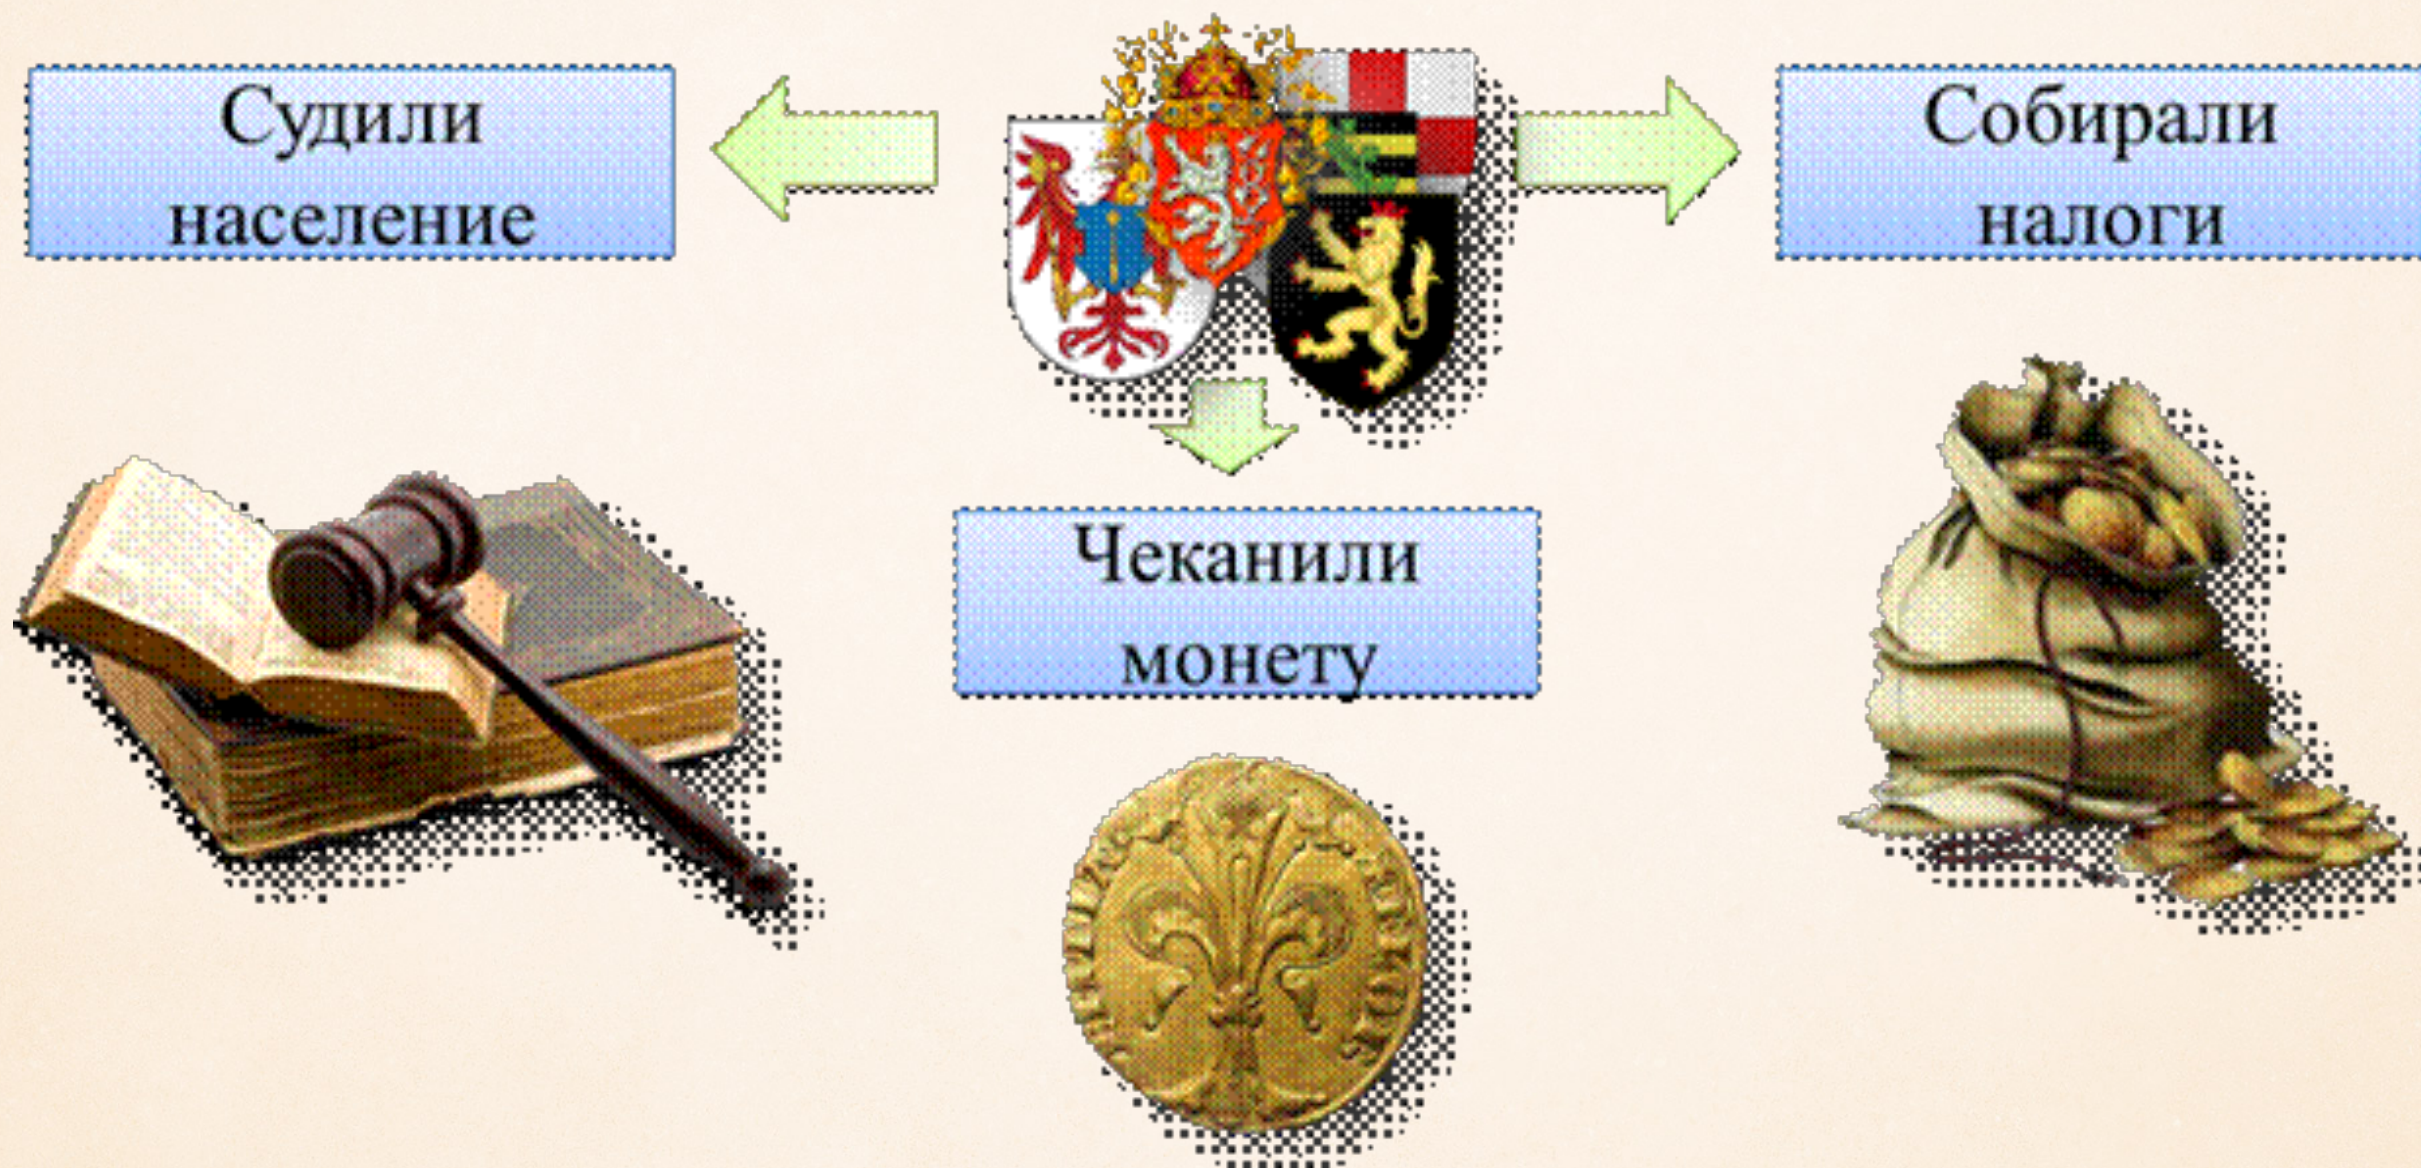 Судили
население
Собирали
налоги
Чеканили
монету